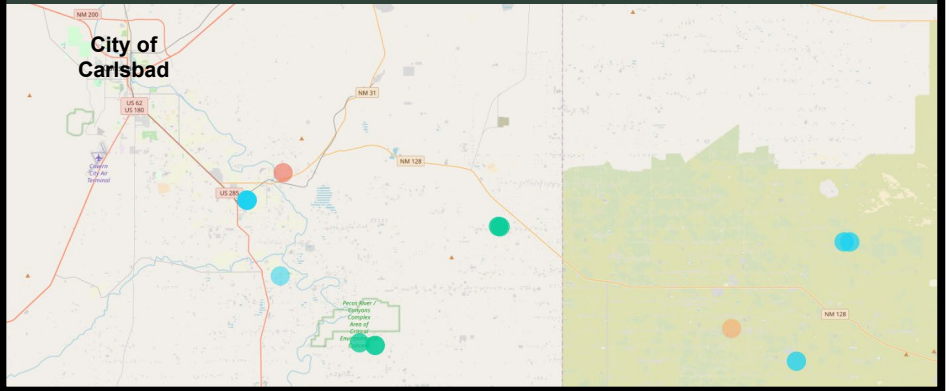 NM 200
City of
Carlsbad
US 62
US 180
NM 31
Cavern
City Air
Terminal
NM 128
US 285
Pecos River /
Canyons
Complex
Area of
Critical
NM 128